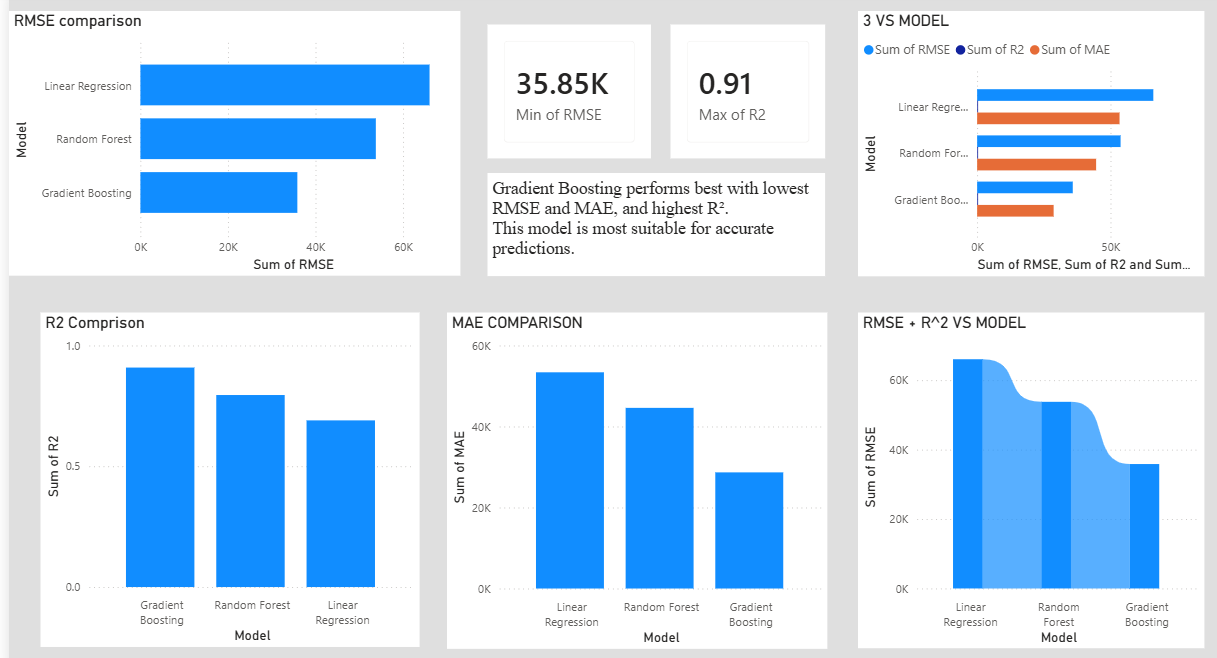 RMSE comparison
Model
Linear Regression
Random Forest
Gradient Boosting
0K 20K 40K 60K
Sum of RMSE
35.85K
Min of RMSE
0.91
Max of R2
Gradient Boosting performs best with lowest
RMSE and MAE, and highest R².
This model is most suitable for accurate
predictions.
3 VS MODEL
Sum of RMSE Sum of R2 Sum of MAE
Model
Linear Regre...
Random For...
Gradient Boo...
0K 50K
Sum of RMSE, Sum of R2 and Sum...
R2 Comprison
Sum of R2
1.0
0.5
0.0
Gradient
Boosting
Random Forest
Linear
Regression
Model
MAE COMPARISON
Sum of MAE
60K
40K
20K
0K
Linear
Regression
Random Forest
Gradient
Boosting
Model
RMSE + R^2 VS MODEL
Sum of RMSE
60K
40K
20K
0K
Linear
Regression
Random
Forest
Gradient
Boosting
Model